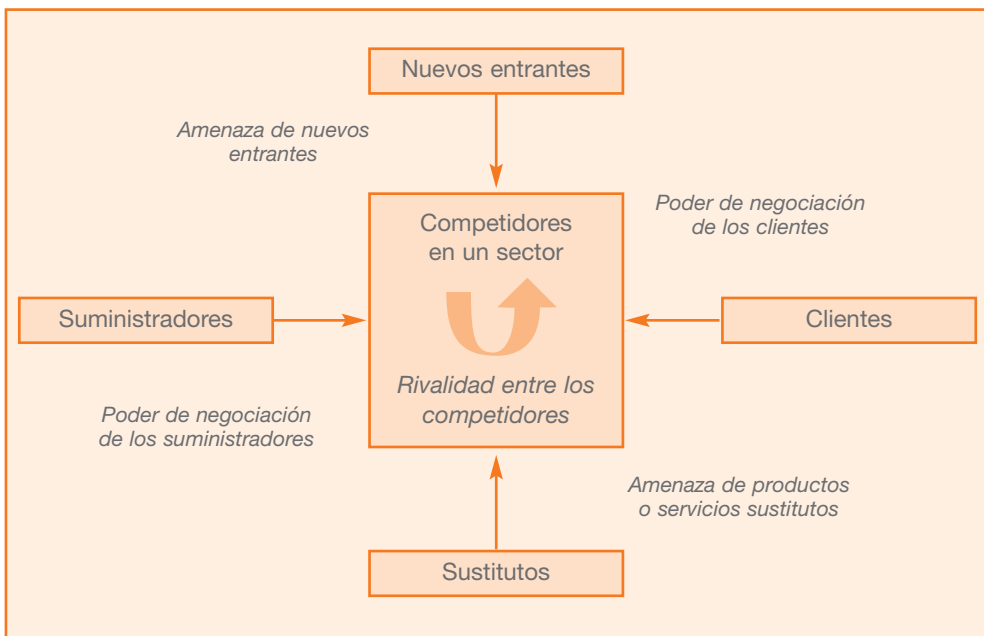 Nuevos entrantes
Amenaza de nuevos
entrantes
Competidores
en un sector
Poder de negociación
de los clientes
Suministradores
Clientes
Rivalidad entre los
competidores
Poder de negociación
de los suministradores
Amenaza de productos
o servicios sustitutos
Sustitutos